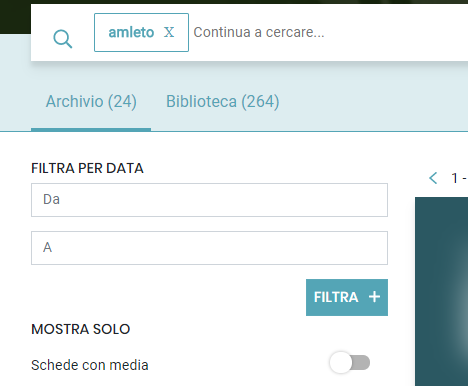 amleto X Continua a cercare...
Archivio (24) Biblioteca (264)
FILTRA PER DATA
1 -
Da
A
FILTRA +
MOSTRA SOLO
Schede con media